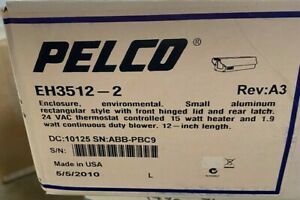 PELCO®
EH3512-2 Rev:A3
Enclosure, environmental. Small aluminum
rectangular style with front hinged lid and rear latch.
24 VAC thermostat controlled 15 watt heater and 1.9
watt continuous duty blower. 12-inch length.
DC:10125 SN:ABB-PBC9
S/N:
Made in USA
5/5/2010 L